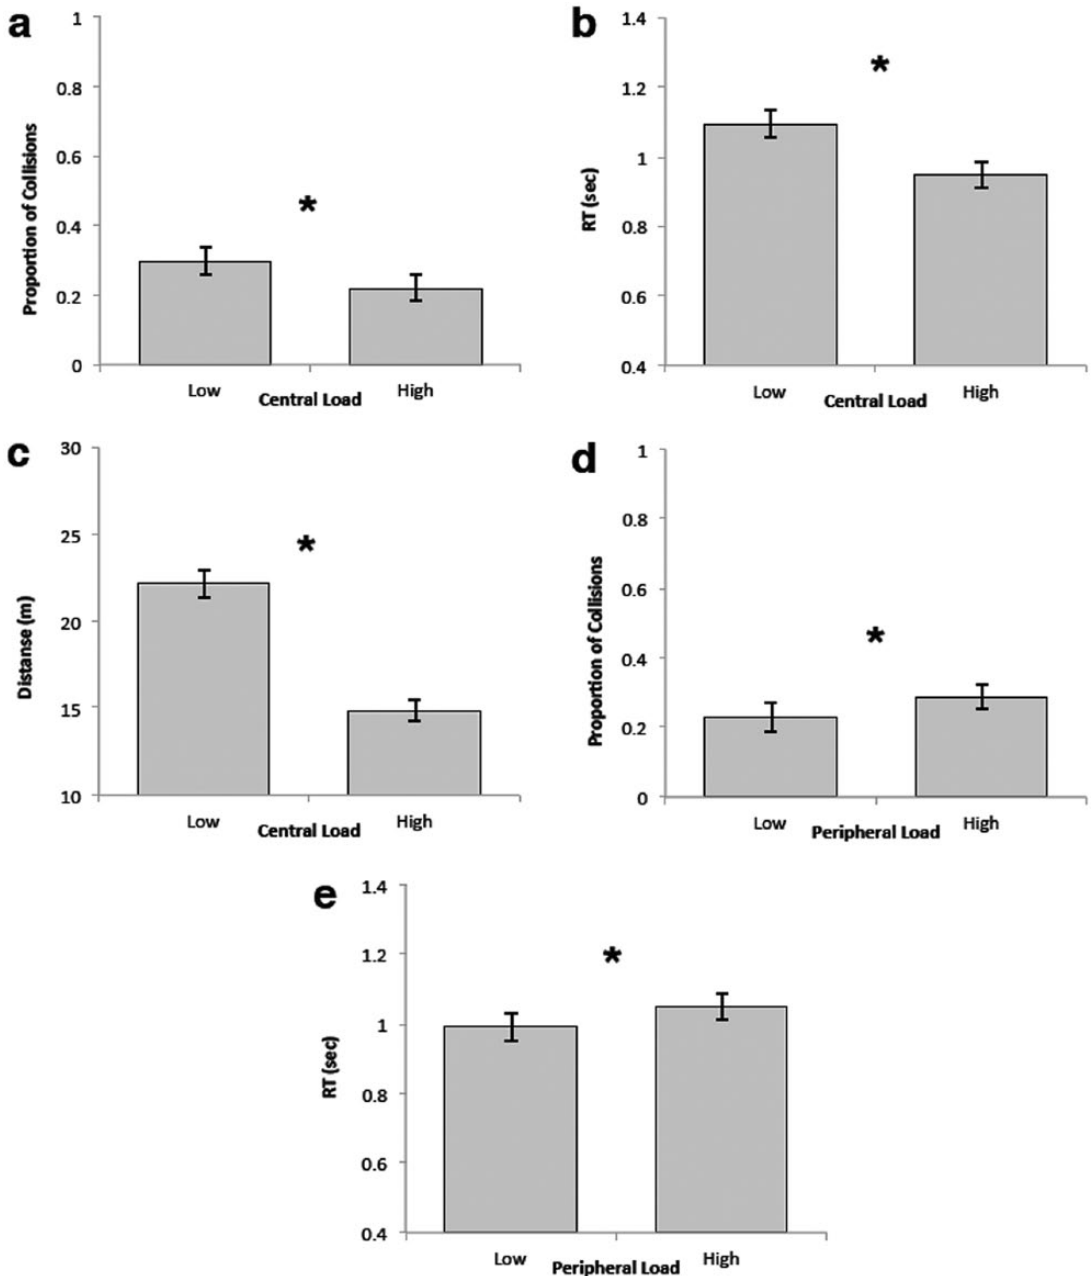 a
1
0.8
0.6
0.4
0.2
0
Proportion of Collisions
*
Low
High
Central Load
b
1.4
1.2
1
0.8
0.6
0.4
RT (sec)
*
Low
High
Central Load
c
30
25
20
15
10
Distanse (m)
*
Low
High
Central Load
d
1
0.8
0.6
0.4
0.2
0
Proportion of Collisions
*
Low
High
Peripheral Load
e
1.4
1.2
1
0.8
0.6
0.4
RT (sec)
*
Low
High
Peripheral Load